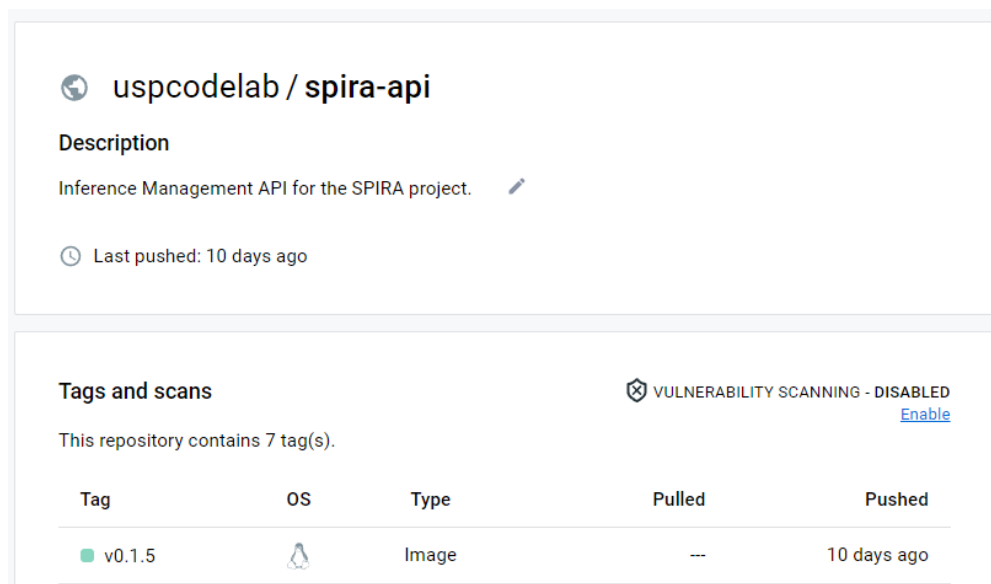 uspcodelab / spira-api
Description
Inference Management API for the SPIRA project.
Last pushed: 10 days ago
Tags and scans
VULNERABILITY SCANNING - DISABLED
Enable
This repository contains 7 tag(s).
Tag OS Type Pulled Pushed
v0.1.5 Image --- 10 days ago